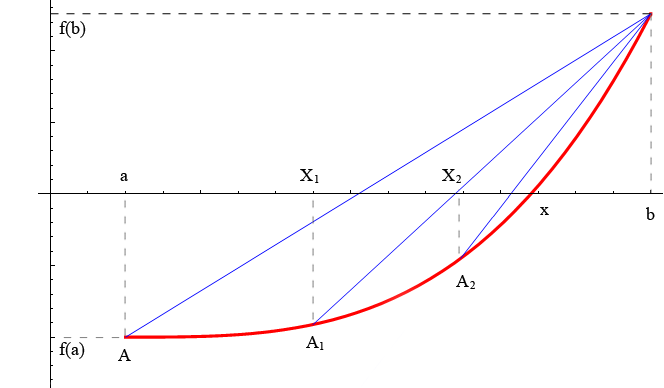 f(b)
a X₁ X₂
x b
A₂
f(a) A A₁